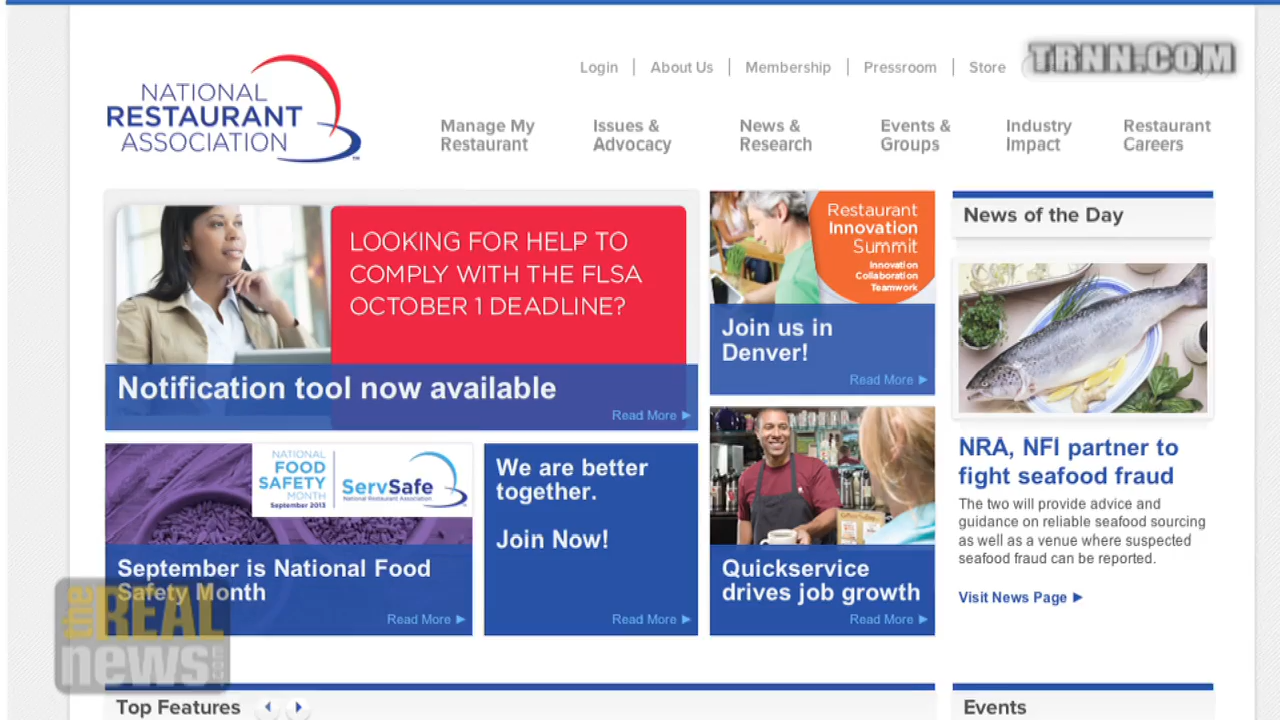 TRNN.COM
Login | About Us | Membership | Pressroom | Store
NATIONAL
RESTAURANT
ASSOCIATION
TM
Manage My
Restaurant
Issues &
Advocacy
News &
Research
Events &
Groups
Industry
Impact
Restaurant
Careers
LOOKING FOR HELP TO
COMPLY WITH THE FLSA
OCTOBER 1 DEADLINE?
Notification tool now available
Read More
Restaurant
Innovation
Summit
Innovation
Collaboration
Teamwork
Join us in
Denver!
Read More
News of the Day
NRA, NFI partner to
fight seafood fraud
The two will provide advice and
guidance on reliable seafood sourcing
as well as a venue where suspected
seafood fraud can be reported.
Visit News Page
NATIONAL
FOOD
SAFETY
MONTH
September 2013
ServSafe
National Restaurant Association
September is National Food
Safety Month
Read More
We are better
together.
Join Now!
Read More
Quickservice
drives job growth
Read More
the REAL
news.com
Top Features
Events